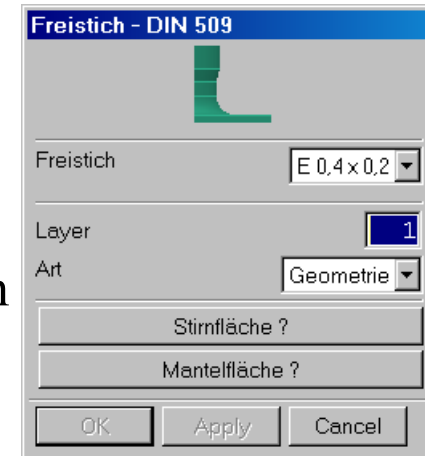 Freistich - DIN 509
Freistich E 0,4 x 0,2
Layer 1
n
Art Geometrie
Stirnfläche ?
Mantelfläche ?
OK Apply Cancel